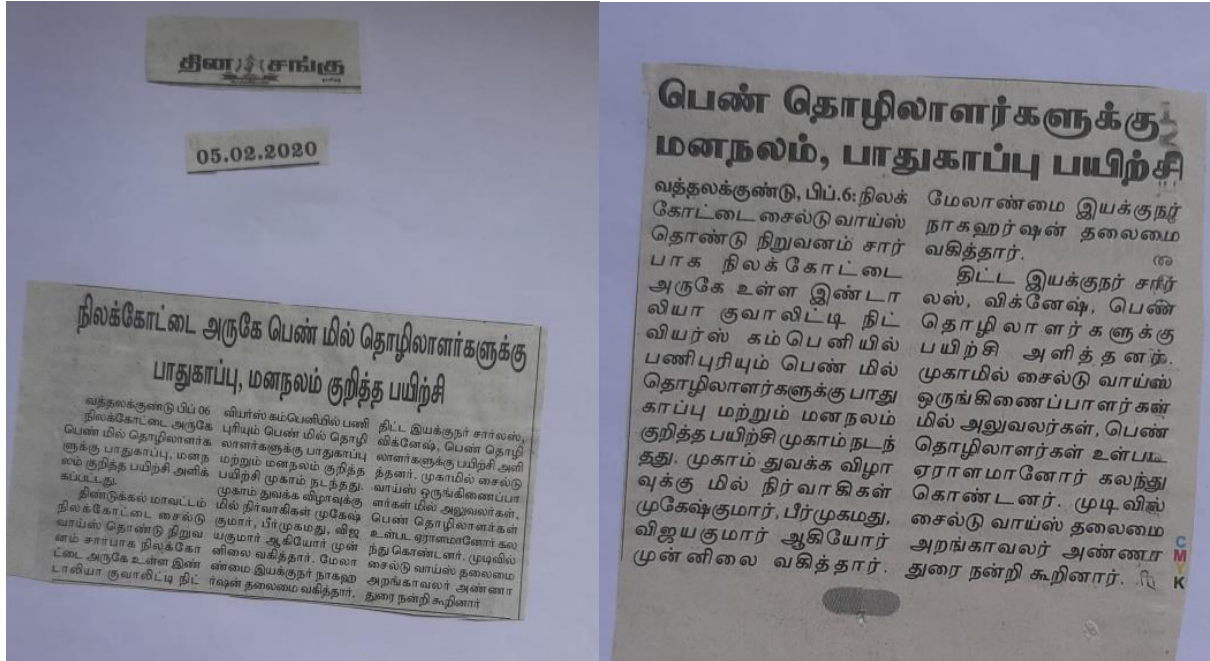 தின சங்கு
05.02.2020
நிலக்கோட்டை அருகே பெண் மில் தொழிலாளர்களுக்கு
பாதுகாப்பு, மனநலம் குறித்த பயிற்சி
வத்தலக்குண்டு பிப் 06
நிலக்கோட்டை அருகே
பெண் மில் தொழிலாளர்க
ளுக்கு பாதுகாப்பு, மனந
லம் குறித்த பயிற்சி அளிக்
கப்பட்டது.
திண்டுக்கல் மாவட்டம்
நிலக்கோட்டை சைல்டு
வாய்ஸ் தொண்டு நிறுவ
னம் சார்பாக நிலக்கோ
ட்டை அருகே உள்ள இண்
டாலியா குவாலிட்டி நிட்
வியர்ஸ் கம்பெனியில் பணி
புரியும் பெண் மில் தொழி
லாளர்களுக்கு பாதுகாப்பு
மற்றும் மனநலம் குறித்த
பயிற்சி முகாம் நடந்தது.
முகாம் துவக்க விழாவுக்கு
மில் நிர்வாகிகள் முகேஷ்
குமார், பீர்முகமது, விஜ
யகுமார் ஆகியோர் முன்
னிலை வகித்தார். மேலா
ண்மை இயக்குநர் நாகஹ
ர்ஷன் தலைமை வகித்தார்.
திட்ட இயக்குநர் சார்லஸ்,
விக்னேஷ், பெண் தொழி
லாளர்களுக்கு பயிற்சி அளி
த்தனர். முகாமில் சைல்டு
வாய்ஸ் ஒருங்கிணைப்பா
ளர்கள் மில் அலுவலர்கள்,
பெண் தொழிலாளர்கள்
உள்பட ஏராளமானோர் கல
ந்து கொண்டனர். முடிவில்
சைல்டு வாய்ஸ் தலைமை
அறங்காவலர் அண்ணா
துரை நன்றி கூறினார்
பெண் தொழிலாளர்களுக்கு
மனநலம், பாதுகாப்பு பயிற்சி
வத்தலக்குண்டு, பிப்.6: நிலக்
கோட்டை சைல்டு வாய்ஸ்
தொண்டு நிறுவனம் சார்
பாக நிலக்கோட்டை
அருகே உள்ள இண்டா
லியா குவாலிட்டி நிட்
வியர்ஸ் கம்பெனியில்
பணிபுரியும் பெண் மில்
தொழிலாளர்களுக்கு பாது
காப்பு மற்றும் மனநலம்
குறித்த பயிற்சி முகாம் நடந்
தது. முகாம் துவக்க விழா
வுக்கு மில் நிர்வாகிகள்
முகேஷ்குமார், பீர்முகமது,
விஜயகுமார் ஆகியோர்
முன்னிலை வகித்தார்.
மேலாண்மை இயக்குநர்
நாகஹர்ஷன் தலைமை
வகித்தார்.
திட்ட இயக்குநர் சார்
லஸ், விக்னேஷ், பெண்
தொழிலாளர்களுக்கு
பயிற்சி அளித்தனர்.
முகாமில் சைல்டு வாய்ஸ்
ஒருங்கிணைப்பாளர்கள்
மில் அலுவலர்கள், பெண்
தொழிலாளர்கள் உள்பட
ஏராளமானோர் கலந்து
கொண்டனர். முடிவில்
சைல்டு வாய்ஸ் தலைமை
அறங்காவலர் அண்ணா
துரை நன்றி கூறினார்.
C
M
Y
K